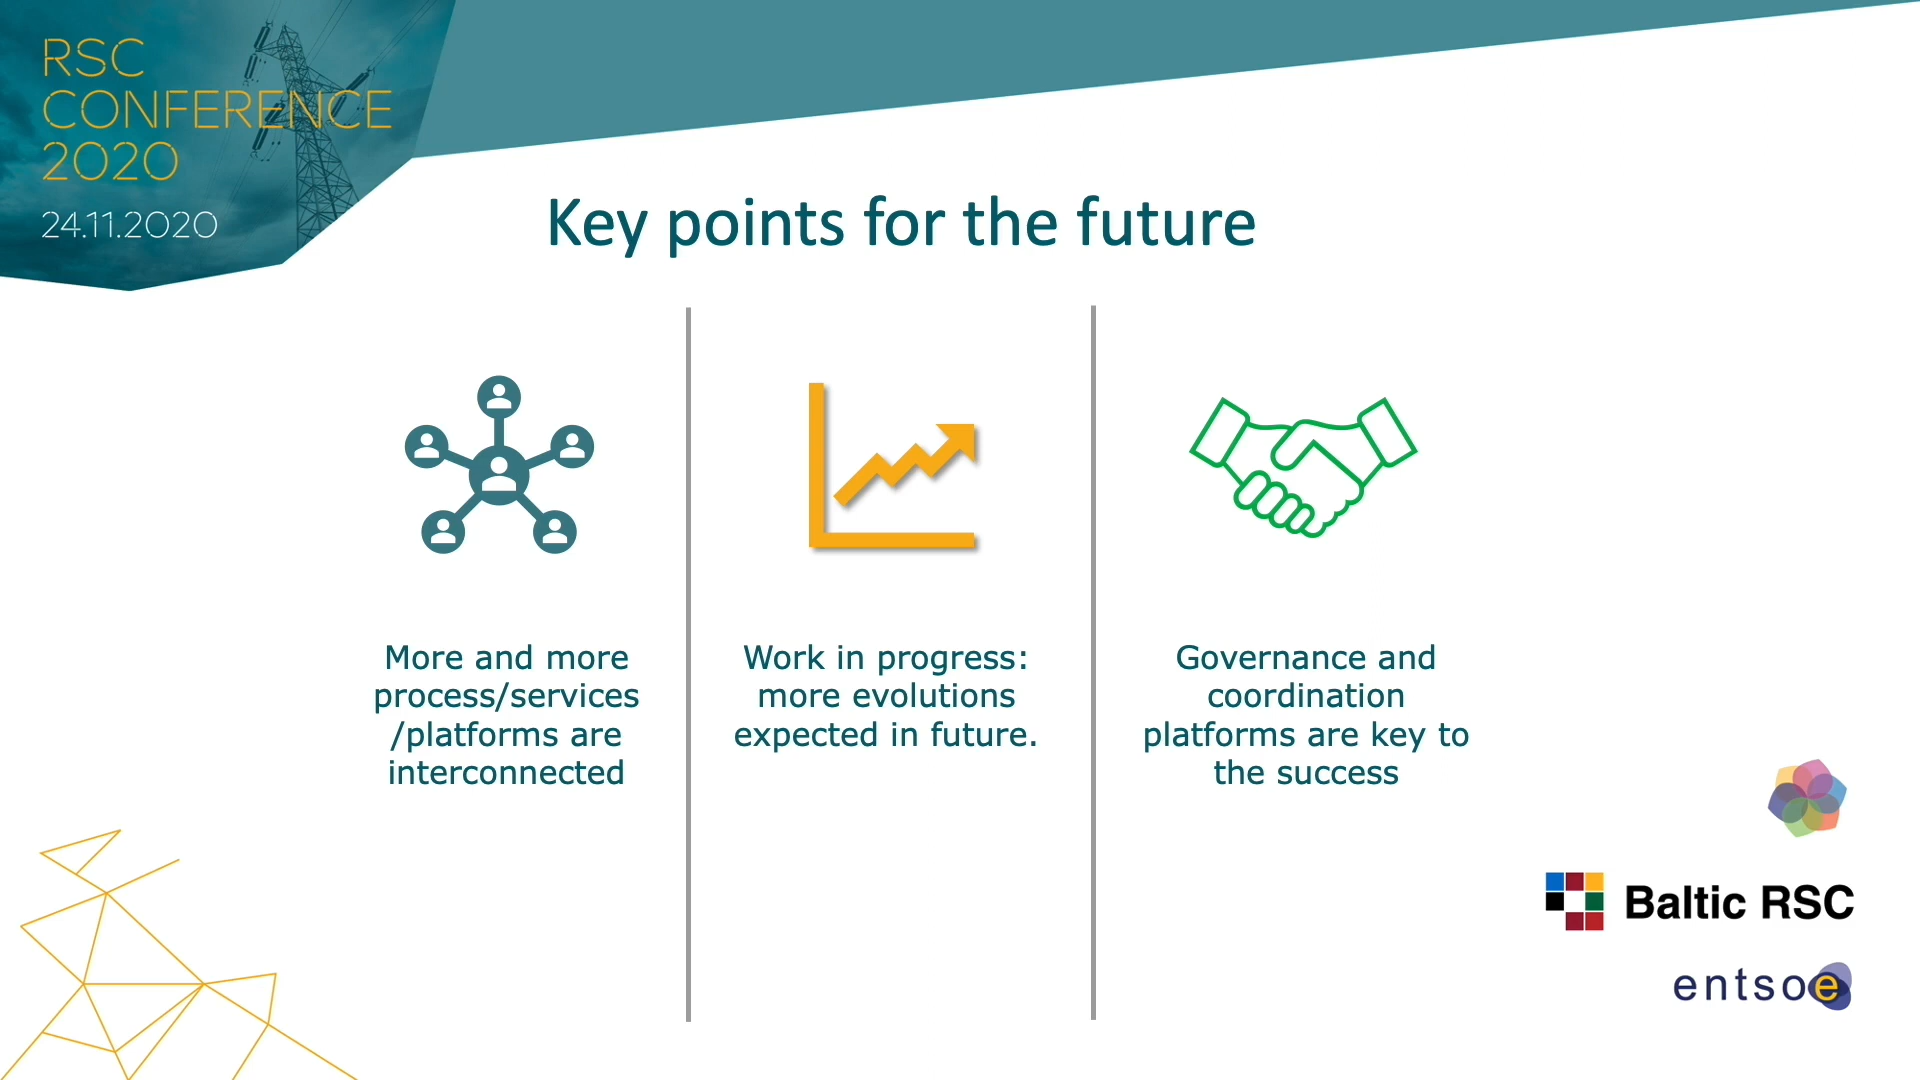 RSC
CONFERENCE
2020
24.11.2020
Key points for the future
More and more
process/services
/platforms are
interconnected
Work in progress:
more evolutions
expected in future.
Governance and
coordination
platforms are key to
the success
Baltic RSC
entsoe